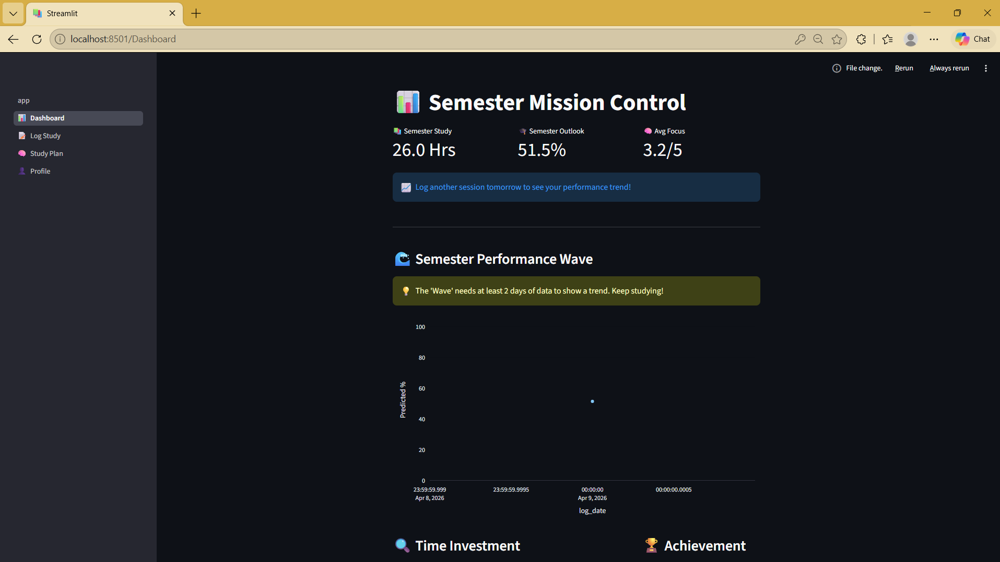 Streamlit
localhost:8501/Dashboard
Chat
File change. Rerun Always rerun
app
Dashboard
Log Study
Study Plan
Profile
Semester Mission Control
Semester Study
26.0 Hrs
Semester Outlook
51.5%
Avg Focus
3.2/5
Log another session tomorrow to see your performance trend!
Semester Performance Wave
The 'Wave' needs at least 2 days of data to show a trend. Keep studying!
100
80
60
40
20
0
Predicted %
23:59:59.999
Apr 8, 2026
23:59:59.9995
00:00:00
Apr 9, 2026
00:00:00.0005
log_date
Time Investment
Achievement